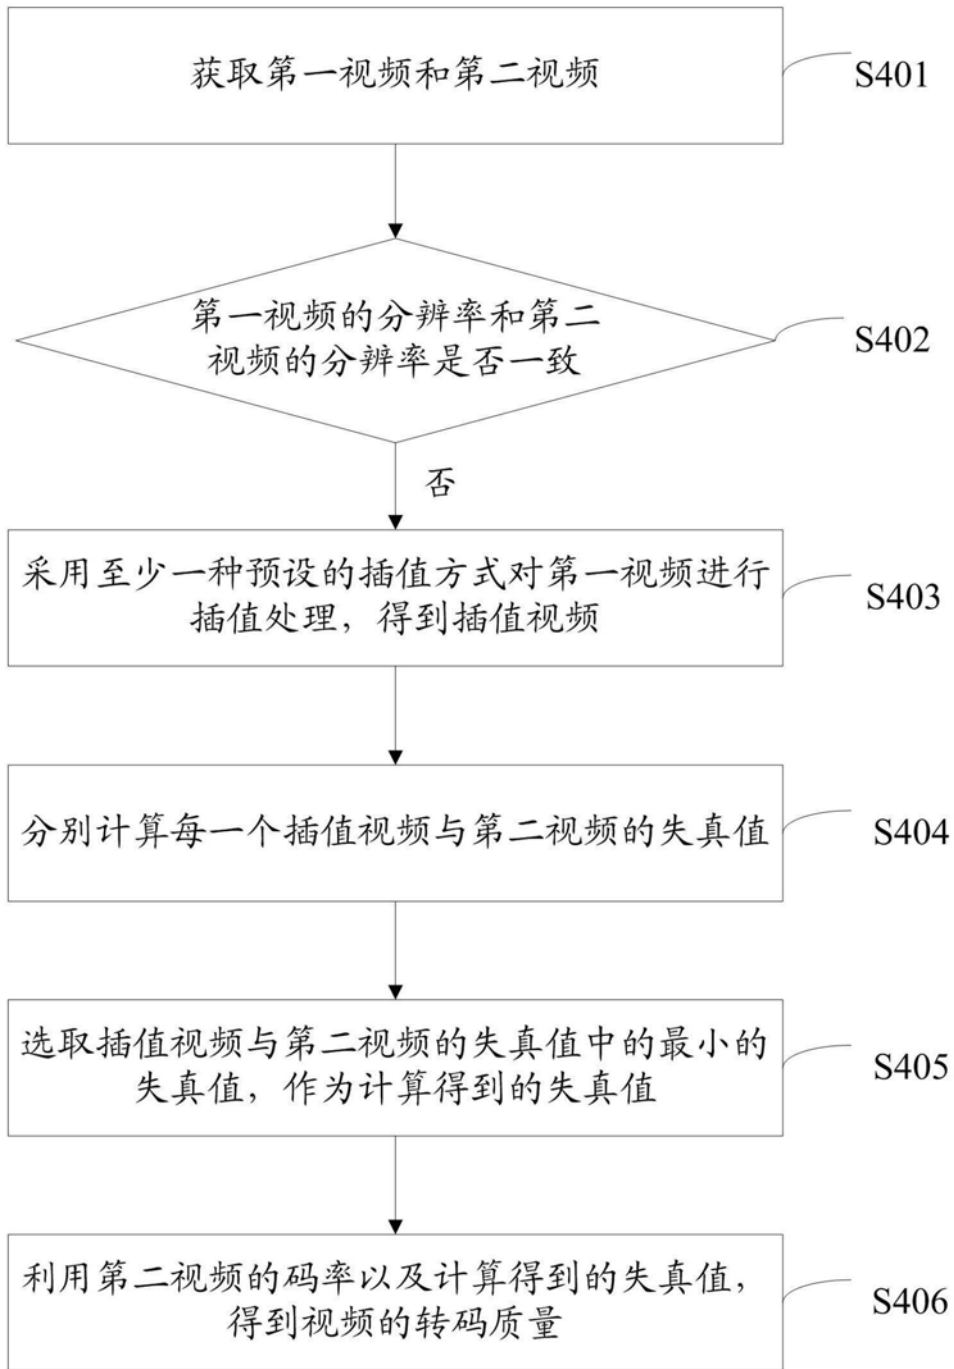 获取第一视频和第二视频
S401
第一视频的分辨率和第二
视频的分辨率是否一致
S402
否
采用至少一种预设的插值方式对第一视频进行
插值处理，得到插值视频
S403
分别计算每一个插值视频与第二视频的失真值
S404
选取插值视频与第二视频的失真值中的最小的
失真值，作为计算得到的失真值
S405
利用第二视频的码率以及计算得到的失真值，
得到视频的转码质量
S406